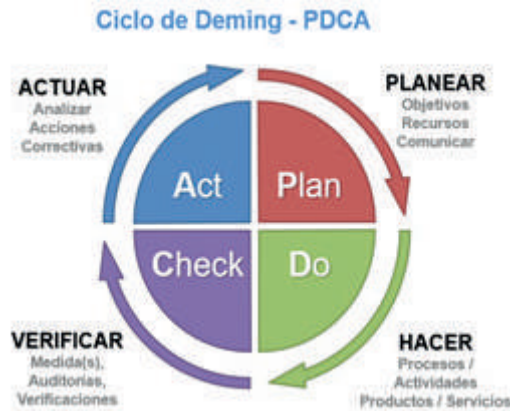 Ciclo de Deming - PDCA
ACTUAR
Analizar
Acciones
Correctivas
PLANEAR
Objetivos
Recursos
Comunicar
Act
Plan
Check
Do
VERIFICAR
Medida(s),
Auditorias,
Verificaciones
HACER
Procesos /
Actividades
Productos / Servicios